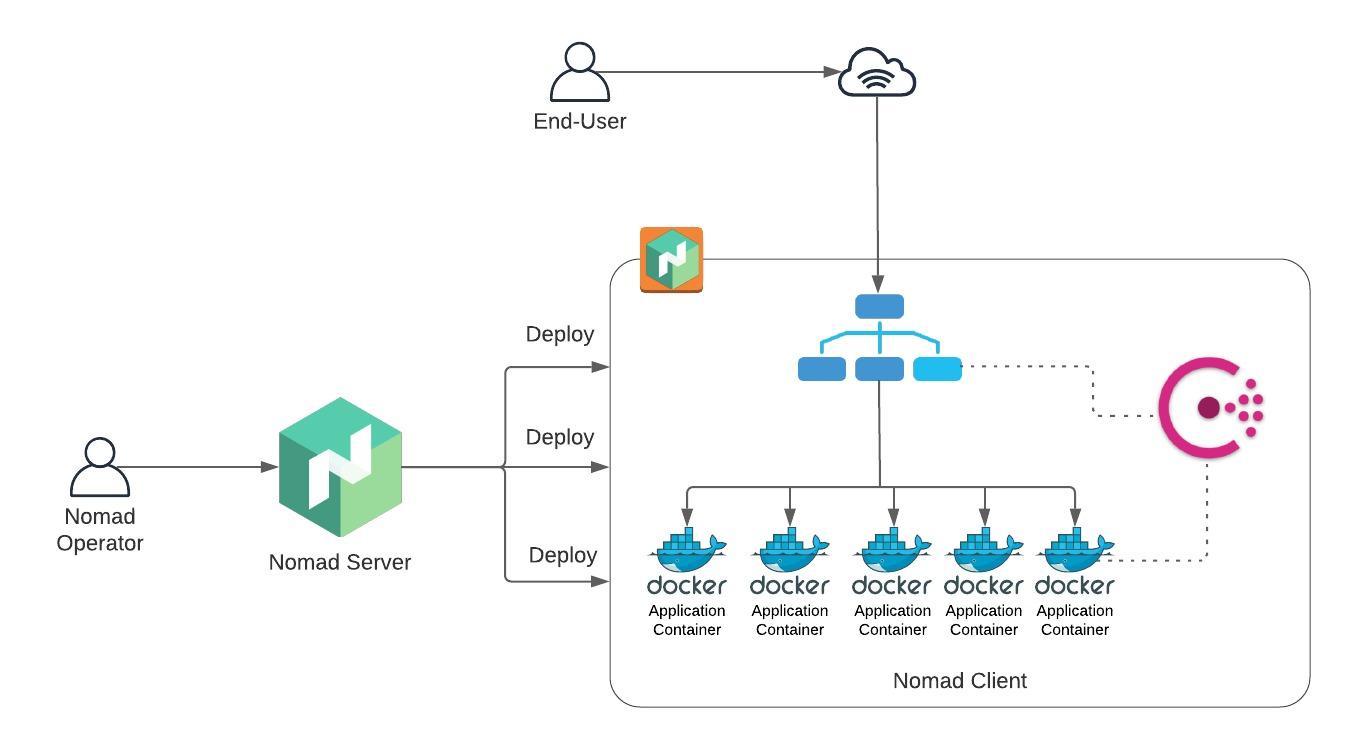 End-User
Deploy
Deploy
Deploy
Nomad
Operator
Nomad Server
docker docker docker docker docker
Application Application Application Application Application
Container Container Container Container Container
Nomad Client